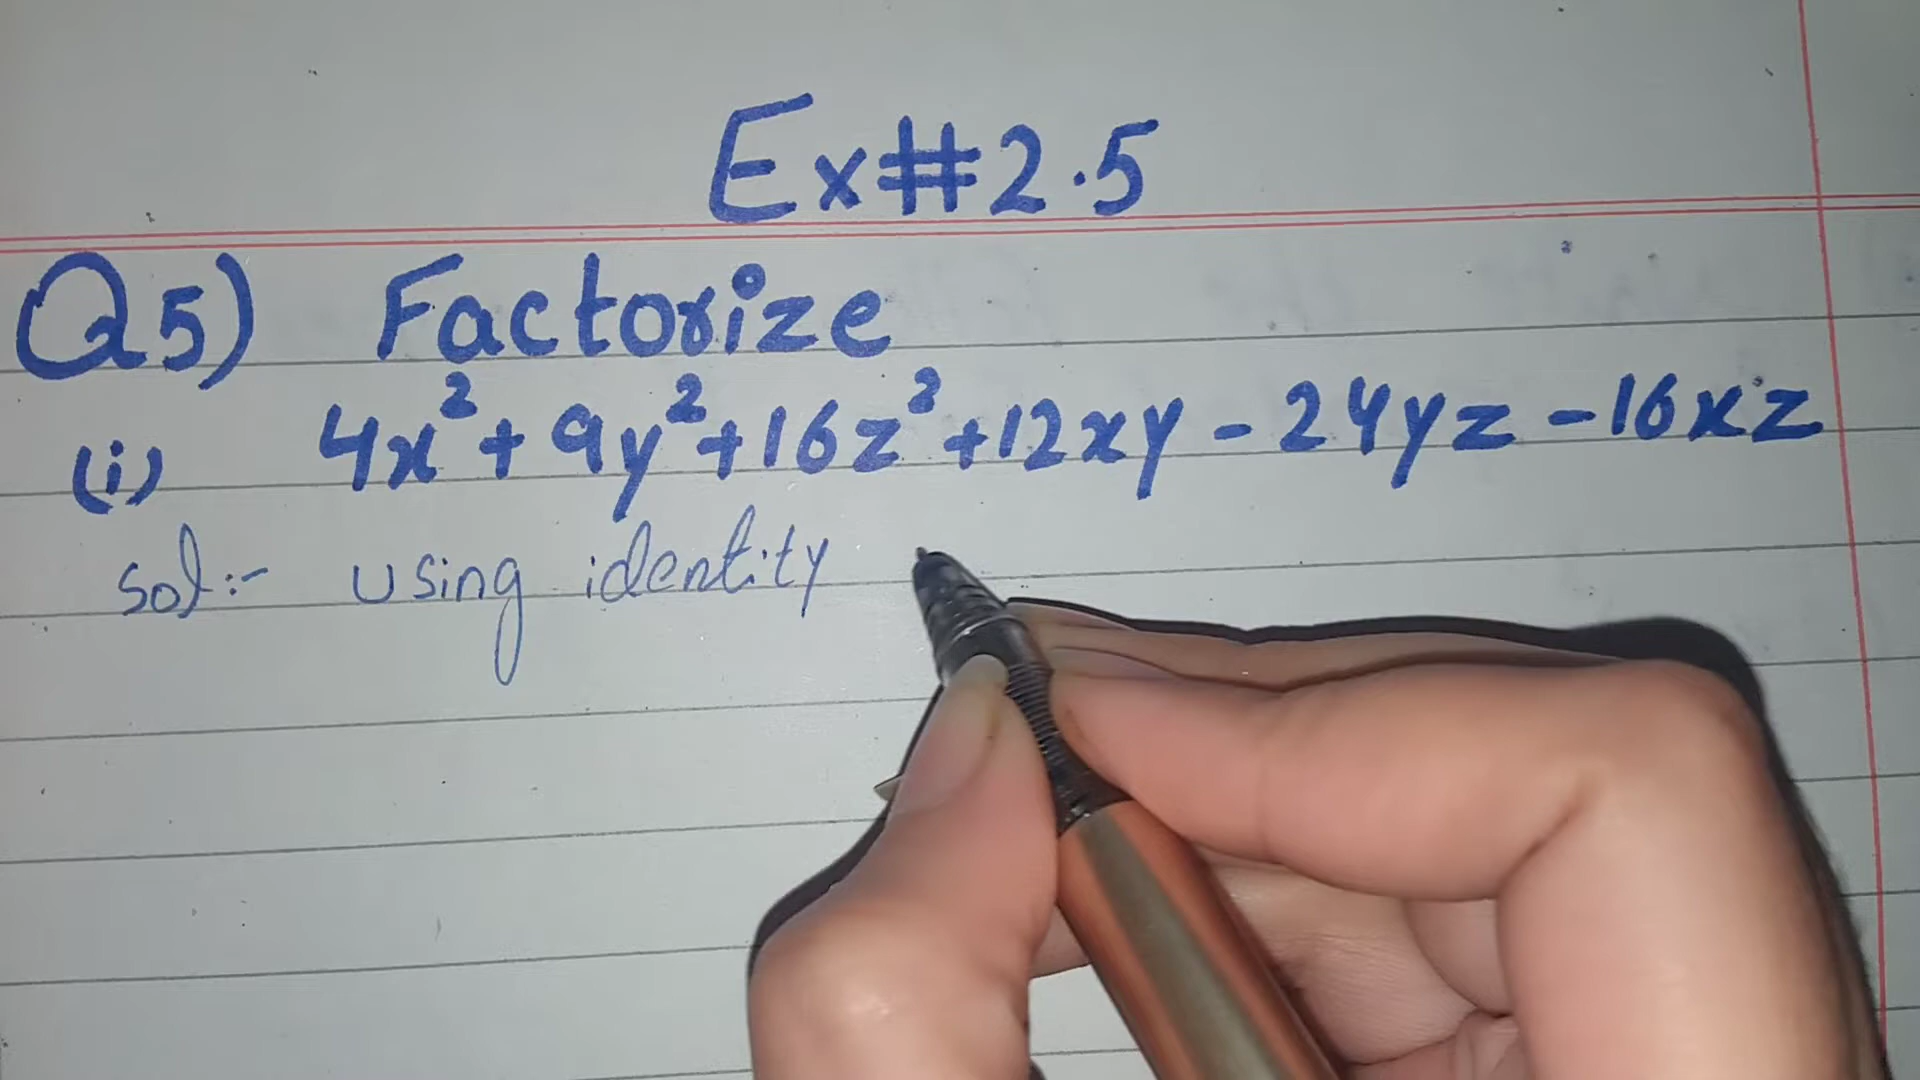 Ex#2.5
Q5) Factorize
(i) 4x²+9y²+16z²+12xy-24yz-16xz
Sol:- using identity